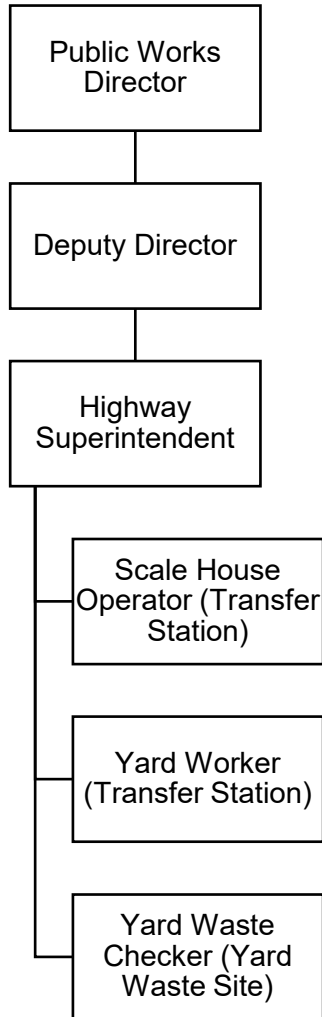 Public Works
Director
Deputy Director
Highway
Superintendent
Scale House
Operator (Transfer
Station)
Yard Worker
(Transfer Station)
Yard Waste
Checker (Yard
Waste Site)